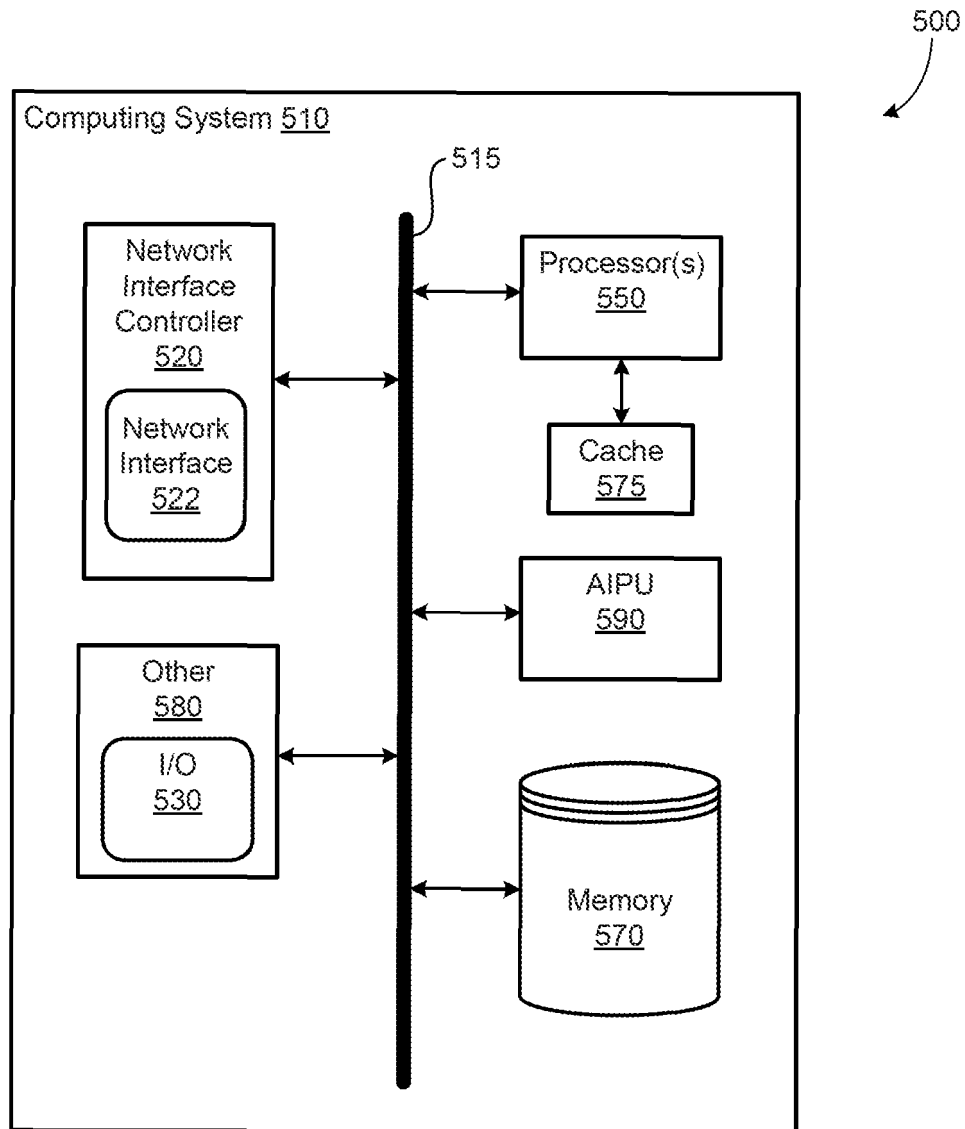 500
Computing System 510
515
Network
Interface
Controller
520
Network
Interface
522
Processor(s)
550
Cache
575
AIPU
590
Other
580
I/O
530
Memory
570